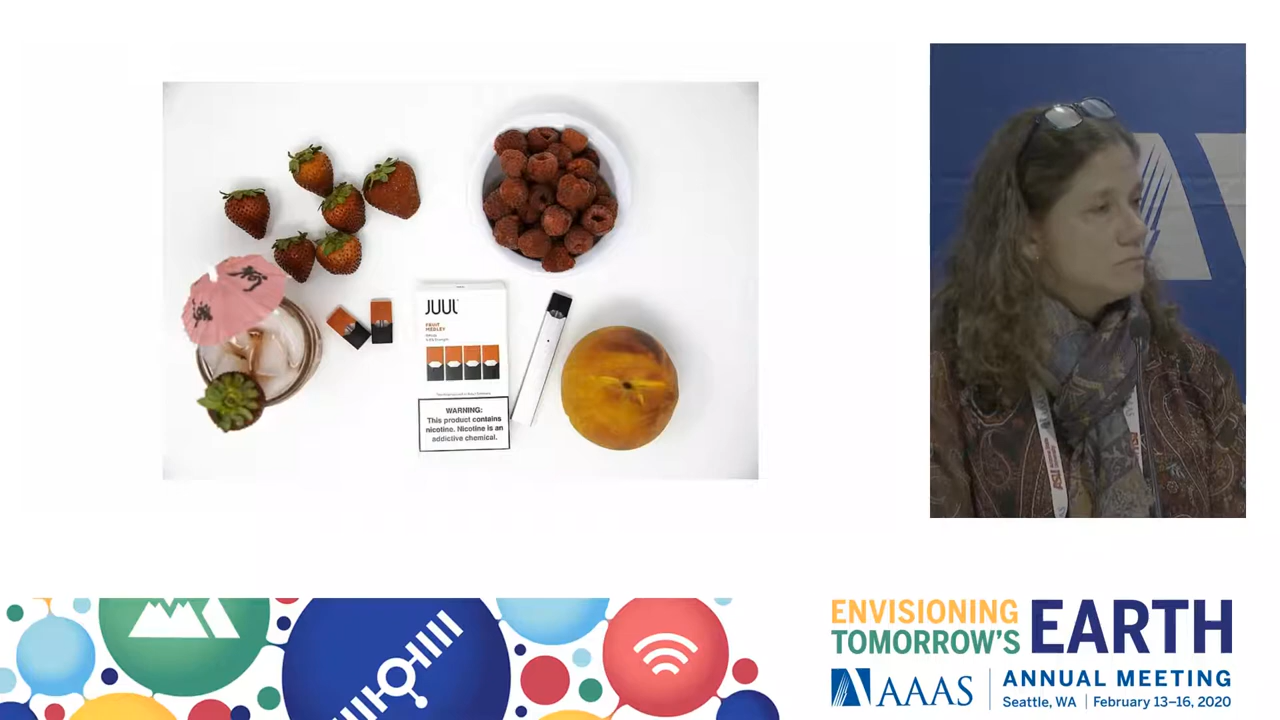 JUUL
FRUIT
MEDLEY
WARNING:
This product contains
nicotine. Nicotine is an
addictive chemical.
ENVISIONING
TOMORROW'S
EARTH
AAAS
ANNUAL MEETING
Seattle, WA | February 13–16, 2020